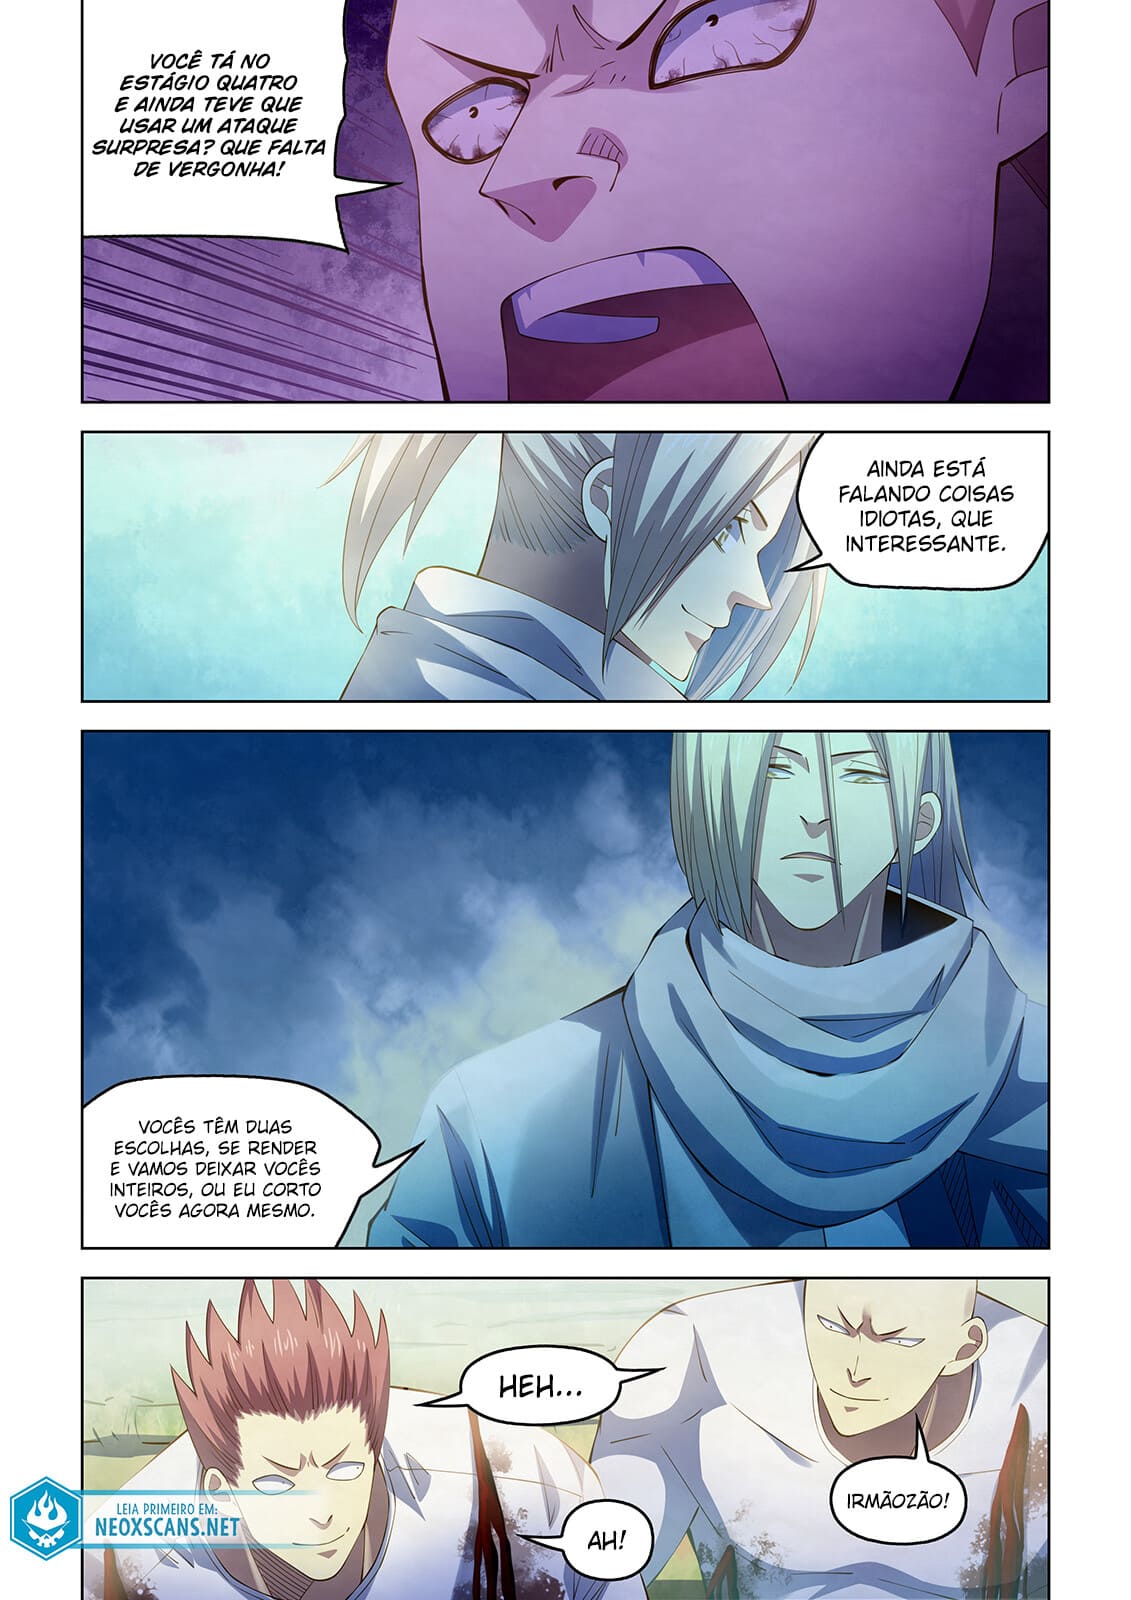 VOCÊ TÁ NO
ESTÁGIO QUATRO
E AINDA TEVE QUE
USAR UM ATAQUE
SURPRESA? QUE FALTA
DE VERGONHA!
AINDA ESTÁ
FALANDO COISAS
IDIOTAS, QUE
INTERESSANTE.
VOCÊS TÊM DUAS
ESCOLHAS, SE RENDER
E VAMOS DEIXAR VOCÊS
INTEIROS, OU EU CORTO
VOCÊS AGORA MESMO.
HEH...
IRMÃOZÃO!
AH!
LEIA PRIMEIRO EM:
NEOXSCANS.NET